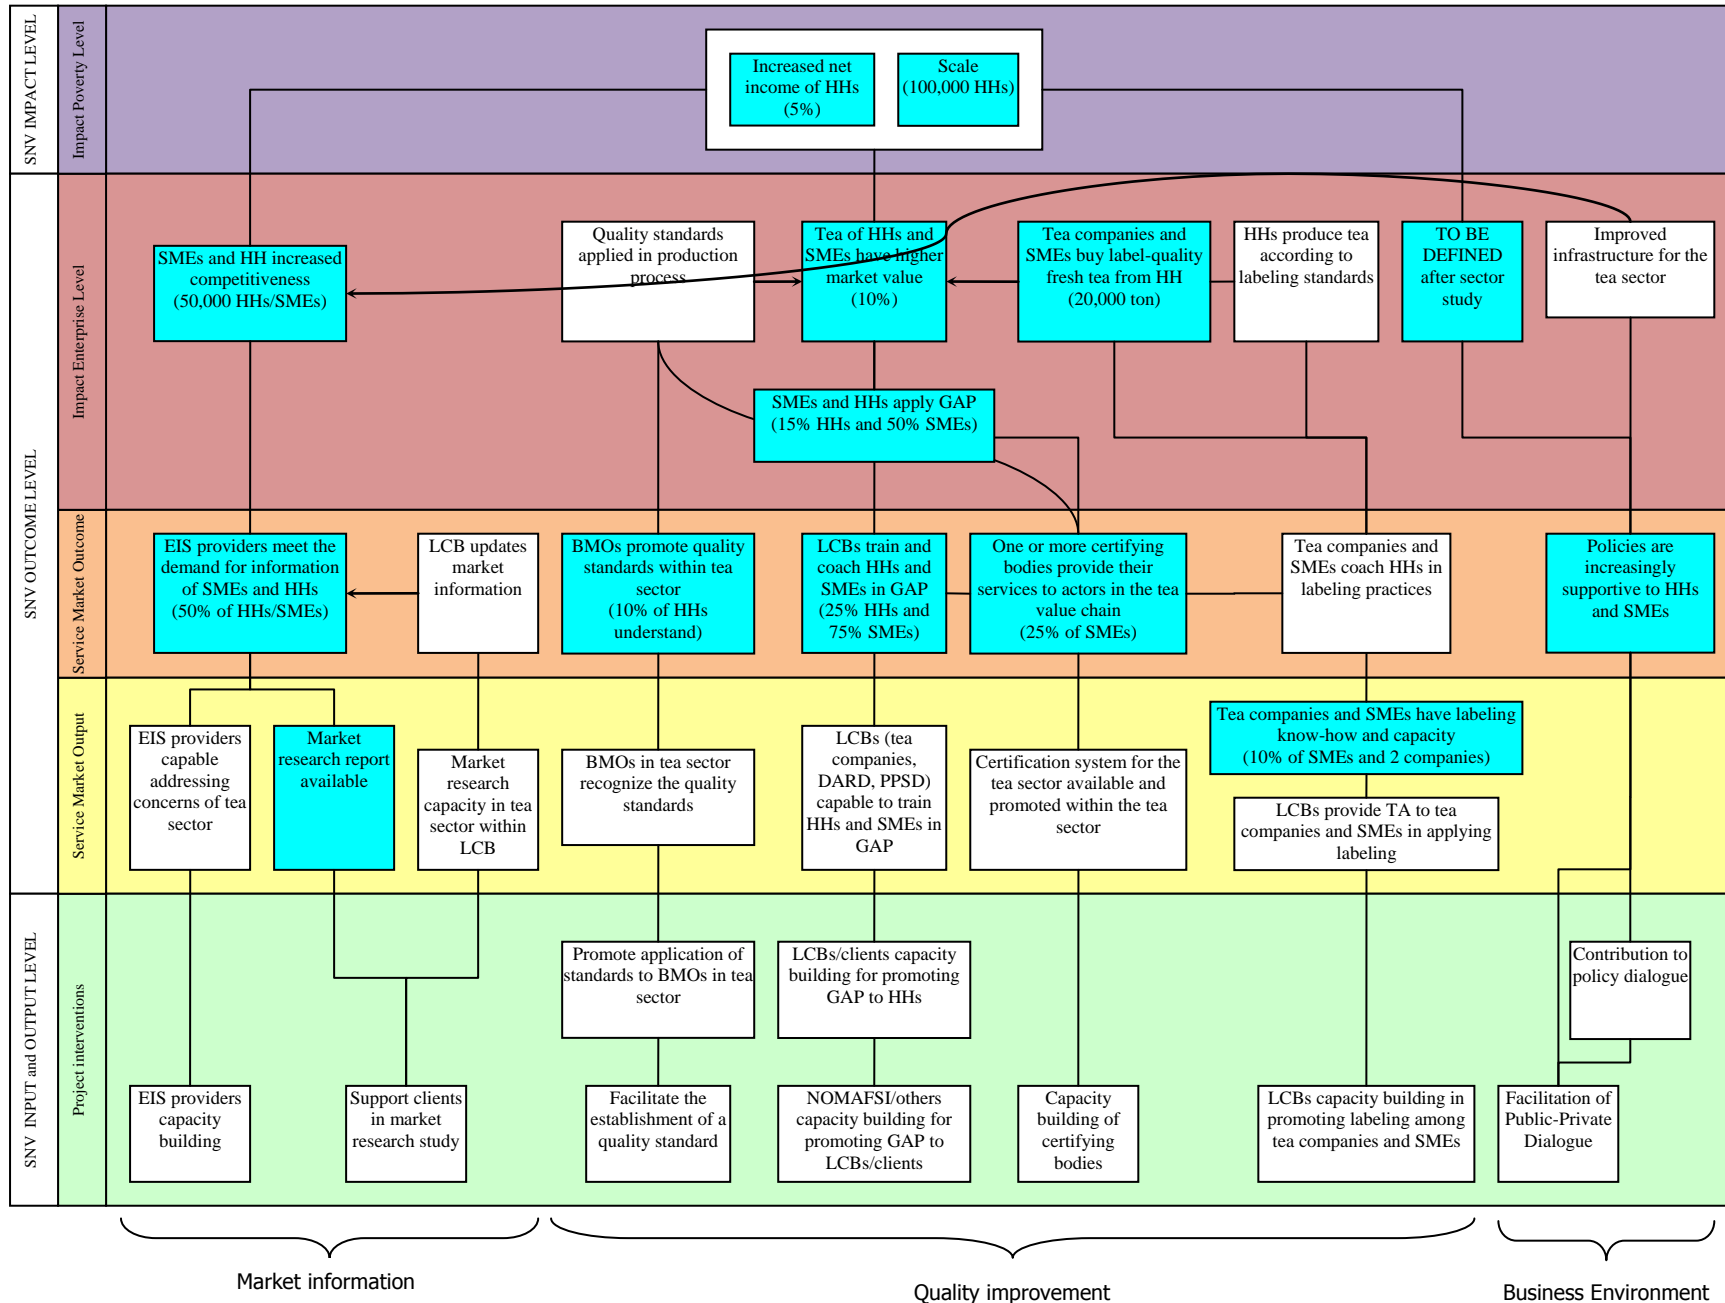 SNV IMPACT LEVEL
Impact Poverty Level
Increased net
income of HHs
(5%)
Scale
(100,000 HHs)
SNV OUTCOME LEVEL
Impact Enterprise Level
SMEs and HH increased
competitiveness
(50,000 HHs/SMEs)
Quality standards
applied in production
process
Tea of HHs and
SMEs have higher
market value
(10%)
Tea companies and
SMEs buy label-quality
fresh tea from HH
(20,000 ton)
HHs produce tea
according to
labeling standards
TO BE
DEFINED
after sector
study
Improved
infrastructure for the
tea sector
SMEs and HHs apply GAP
(15% HHs and 50% SMEs)
Service Market Outcome
EIS providers meet the
demand for information
of SMEs and HHs
(50% of HHs/SMEs)
LCB updates
market
information
BMOs promote quality
standards within tea
sector
(10% of HHs
understand)
LCBs train and
coach HHs and
SMEs in GAP
(25% HHs and
75% SMEs)
One or more certifying
bodies provide their
services to actors in the tea
value chain
(25% of SMEs)
Tea companies and
SMEs coach HHs in
labeling practices
Policies are
increasingly
supportive to HHs
and SMEs
Service Market Output
EIS providers
capable
addressing
concerns of tea
sector
Market
research report
available
Market
research
capacity in tea
sector within
LCB
BMOs in tea sector
recognize the quality
standards
LCBs (tea
companies,
DARD, PPSD)
capable to train
HHs and SMEs in
GAP
Certification system for the
tea sector available and
promoted within the tea
sector
Tea companies and SMEs have labeling
know-how and capacity
(10% of SMEs and 2 companies)
LCBs provide TA to tea
companies and SMEs in applying
labeling
SNV INPUT and OUTPUT LEVEL
Project interventions
Promote application of
standards to BMOs in tea
sector
LCBs/clients capacity
building for promoting
GAP to HHs
Contribution to
policy dialogue
EIS providers
capacity
building
Support clients
in market
research study
Facilitate the
establishment of a
quality standard
NOMAFSI/others
capacity building for
promoting GAP to
LCBs/clients
Capacity
building of
certifying
bodies
LCBs capacity building in
promoting labeling among
tea companies and SMEs
Facilitation of
Public-Private
Dialogue
Market information
Quality improvement
Business Environment